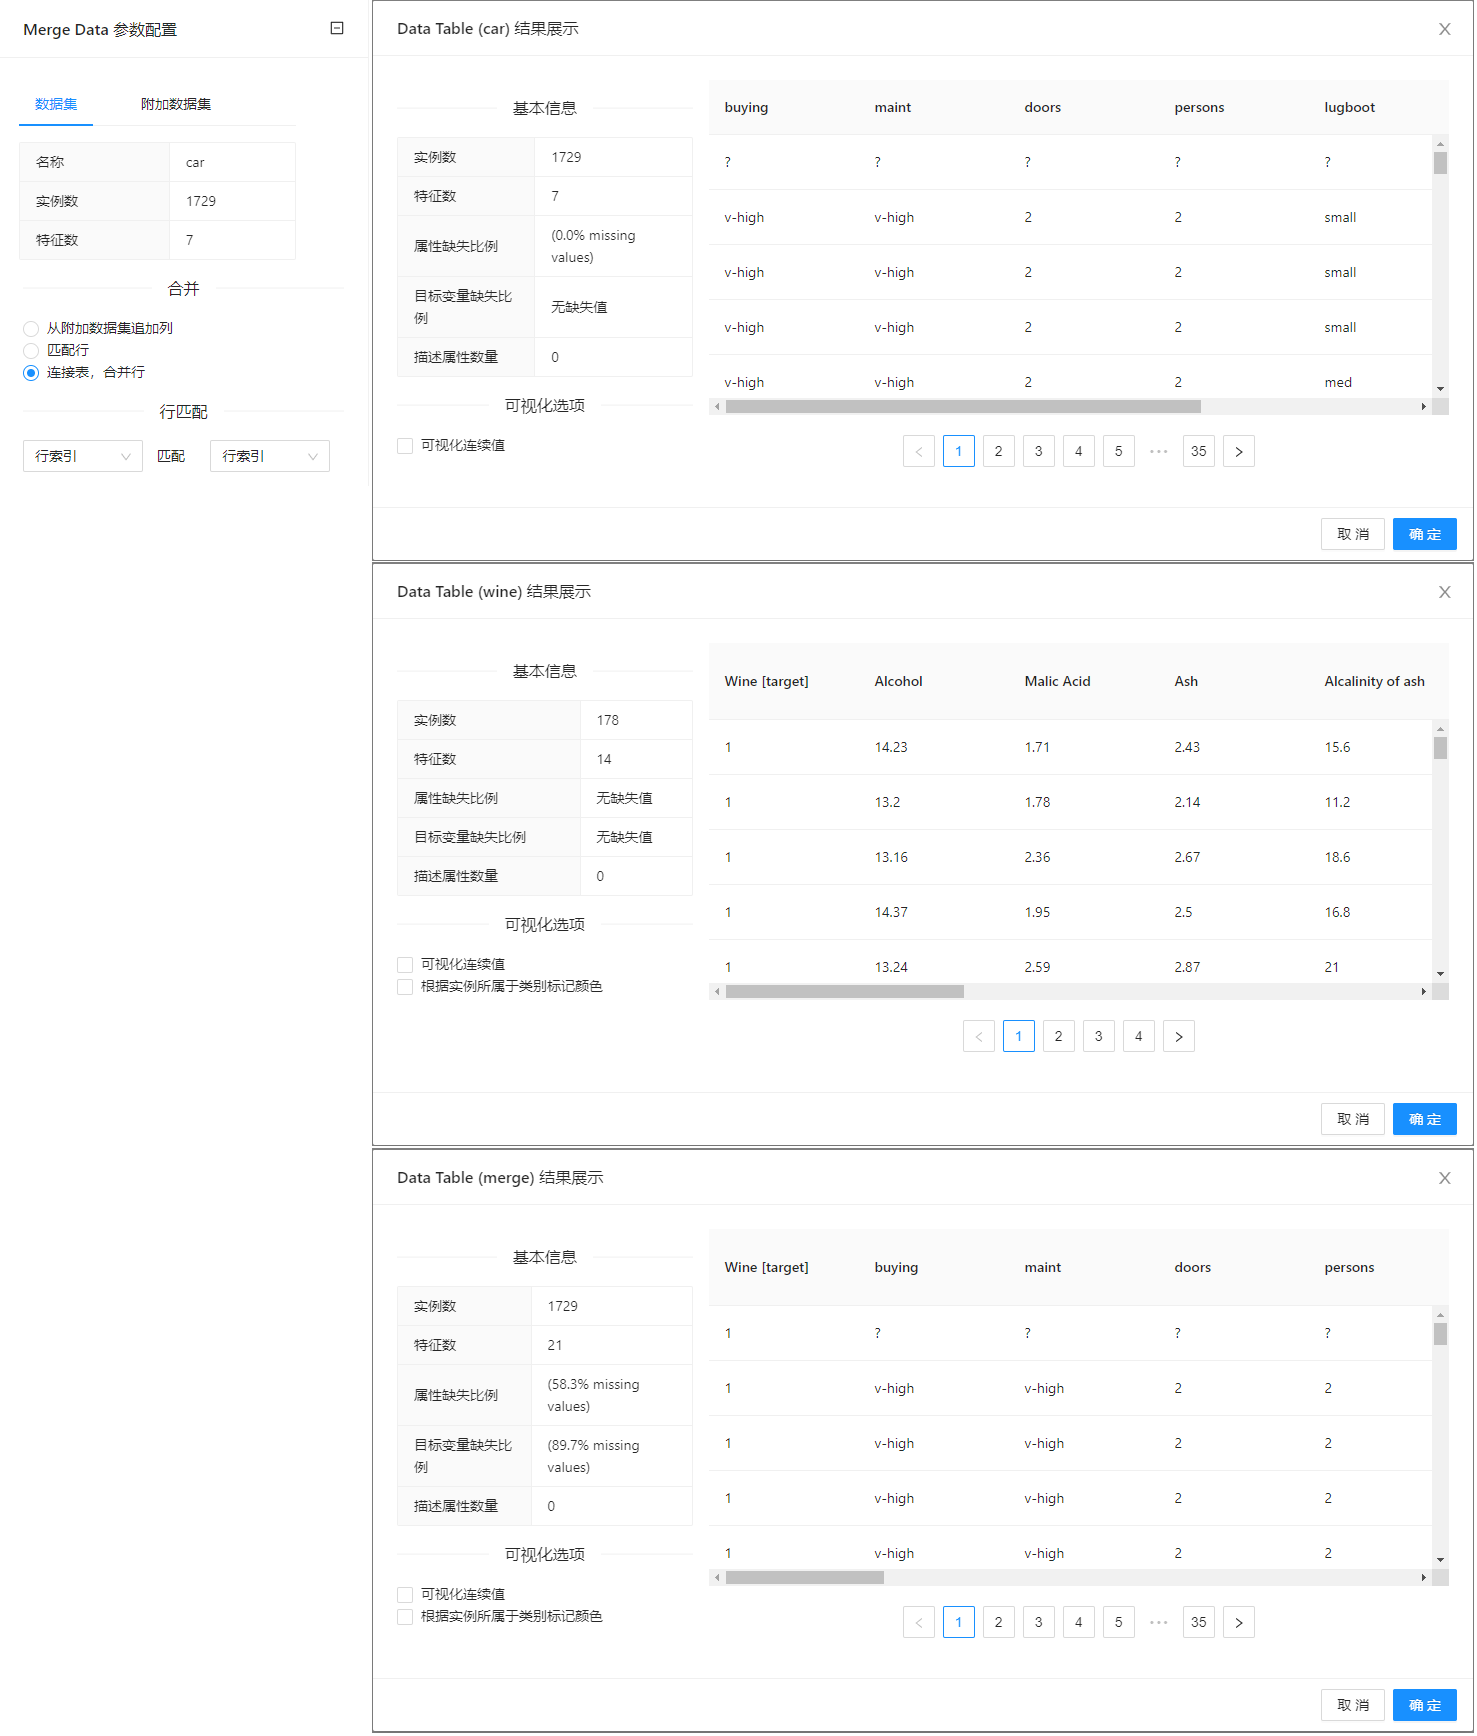 Merge Data 参数配置
数据集 附加数据集
名称 car
实例数 1729
特征数 7
合并
从附加数据集追加列
匹配行
连接表，合并行
行匹配
行索引 匹配 行索引
Data Table (car) 结果展示 X
基本信息
实例数 1729
特征数 7
属性缺失比例 (0.0% missing
values)
目标变量缺失比
例 无缺失值
描述属性数量 0
可视化选项
可视化连续值
buying maint doors persons lugboot
? ? ? ? ?
v-high v-high 2 2 small
v-high v-high 2 2 small
v-high v-high 2 2 small
v-high v-high 2 2 med
< 1 2 3 4 5 ••• 35 >
取 消 确 定
Data Table (wine) 结果展示 X
基本信息
实例数 178
特征数 14
属性缺失比例 无缺失值
目标变量缺失比例 无缺失值
描述属性数量 0
可视化选项
可视化连续值
根据实例所属于类别标记颜色
Wine [target] Alcohol Malic Acid Ash Alcalinity of ash
1 14.23 1.71 2.43 15.6
1 13.2 1.78 2.14 11.2
1 13.16 2.36 2.67 18.6
1 14.37 1.95 2.5 16.8
1 13.24 2.59 2.87 21
< 1 2 3 4 >
取 消 确 定
Data Table (merge) 结果展示 X
基本信息
实例数 1729
特征数 21
属性缺失比例 (58.3% missing
values)
目标变量缺失比
例 (89.7% missing
values)
描述属性数量 0
可视化选项
可视化连续值
根据实例所属于类别标记颜色
Wine [target] buying maint doors persons
1 ? ? ? ?
1 v-high v-high 2 2
1 v-high v-high 2 2
1 v-high v-high 2 2
1 v-high v-high 2 2
< 1 2 3 4 5 ••• 35 >
取 消 确 定